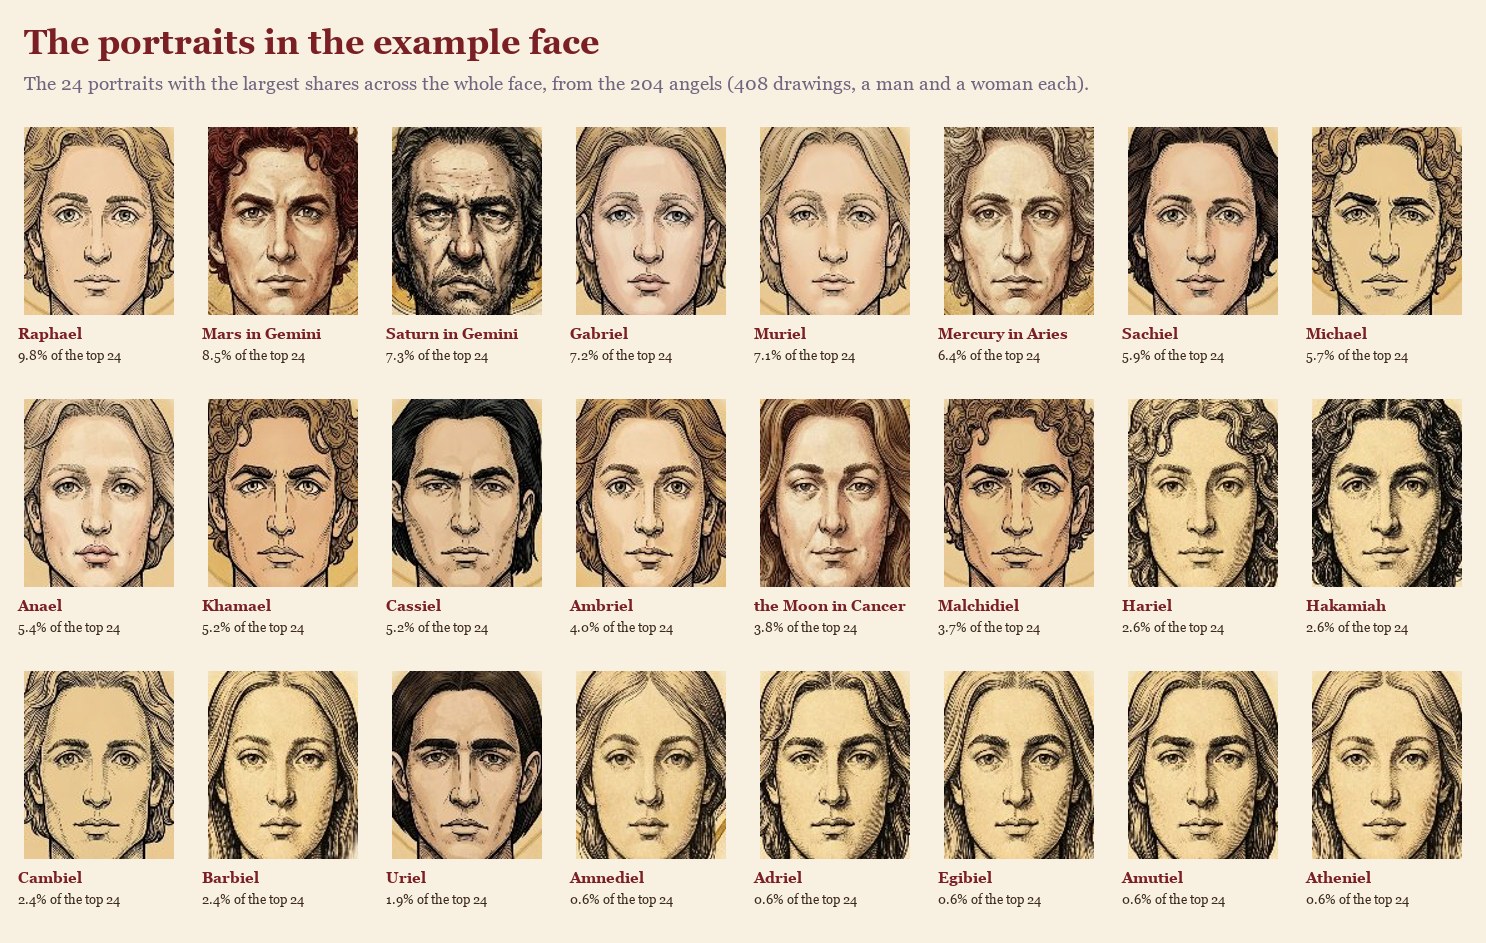 The portraits in the example face
The 24 portraits with the largest shares across the whole face, from the 204 angels (408 drawings, a man and a woman each).
Raphael
9.8% of the top 24
Mars in Gemini
8.5% of the top 24
Saturn in Gemini
7.3% of the top 24
Gabriel
7.2% of the top 24
Muriel
7.1% of the top 24
Mercury in Aries
6.4% of the top 24
Sachiel
5.9% of the top 24
Michael
5.7% of the top 24
Anael
5.4% of the top 24
Khamael
5.2% of the top 24
Cassiel
5.2% of the top 24
Ambriel
4.0% of the top 24
the Moon in Cancer
3.8% of the top 24
Malchidiel
3.7% of the top 24
Hariel
2.6% of the top 24
Hakamiah
2.6% of the top 24
Cambiel
2.4% of the top 24
Barbiel
2.4% of the top 24
Uriel
1.9% of the top 24
Amnediel
0.6% of the top 24
Adriel
0.6% of the top 24
Egibiel
0.6% of the top 24
Amutiel
0.6% of the top 24
Atheniel
0.6% of the top 24